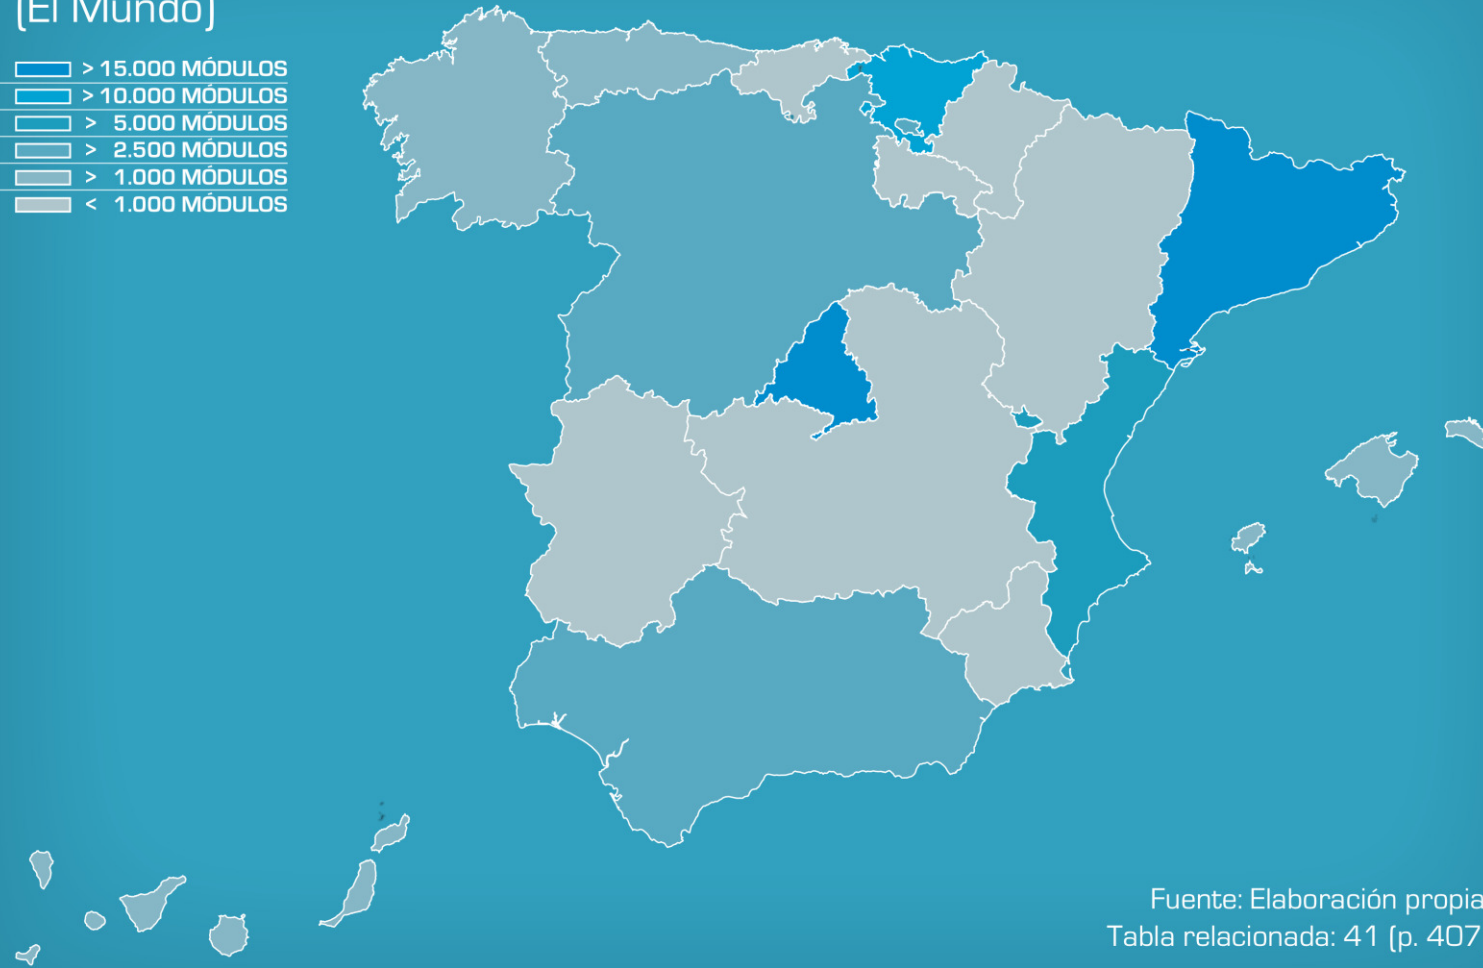 (El Mundo)
> 15.000 MÓDULOS
> 10.000 MÓDULOS
> 5.000 MÓDULOS
> 2.500 MÓDULOS
> 1.000 MÓDULOS
< 1.000 MÓDULOS
Fuente: Elaboración propia
Tabla relacionada: 41 (p. 407